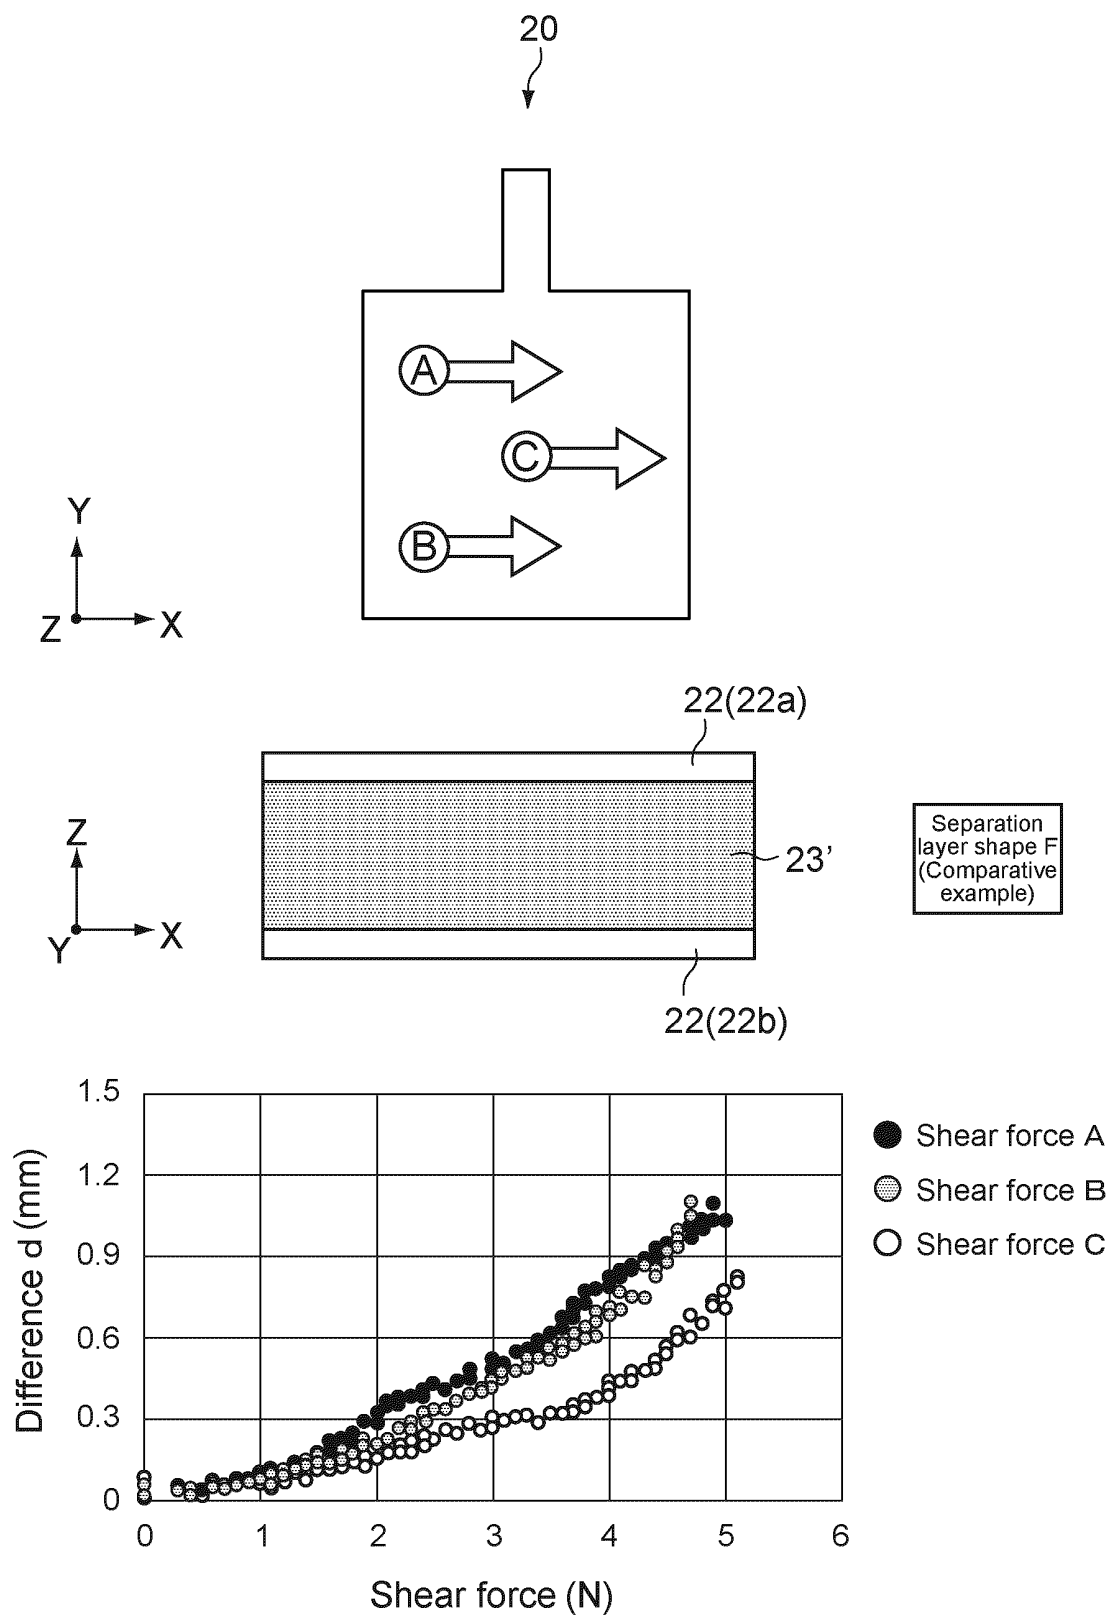 20
A
C
B
Y
Z
X
22(22a)
Z
Y
X
23'
22(22b)
Separation
layer shape F
(Comparative
example)
1.5
1.2
0.9
0.6
0.3
0
Difference d (mm)
0 1 2 3 4 5 6
Shear force (N)
Shear force A
Shear force B
Shear force C